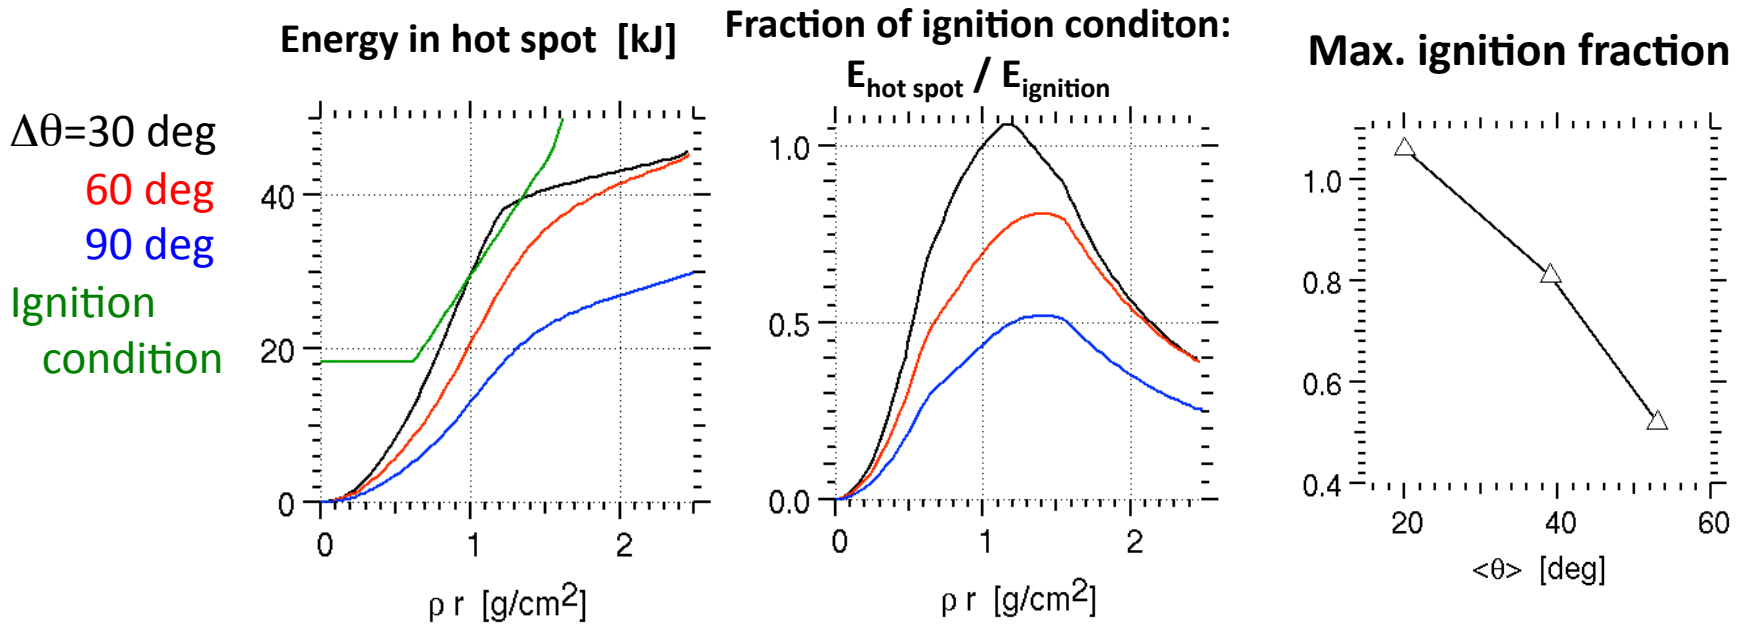 Energy in hot spot [kJ]
Fraction of ignition conditon:
E_hot spot / E_ignition
Max. ignition fraction
Δθ=30 deg
60 deg
90 deg
Ignition
condition
40
20
0
0 1 2
ρ r [g/cm²]
1.0
0.5
0.0
0 1 2
ρ r [g/cm²]
1.0
0.8
0.6
0.4
20 40 60
<θ> [deg]